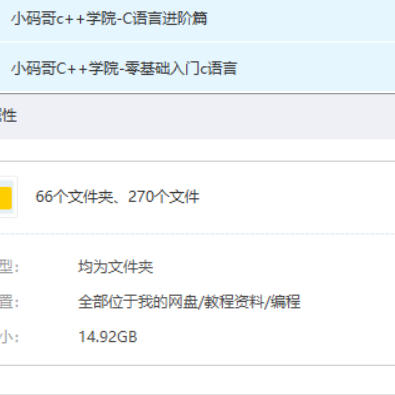 小码哥c++学院-C语言进阶篇
小码哥C++学院-零基础入门c语言
性
66个文件夹、270个文件
型：
均为文件夹
置：
全部位于我的网盘/教程资料/编程
小：
14.92GB